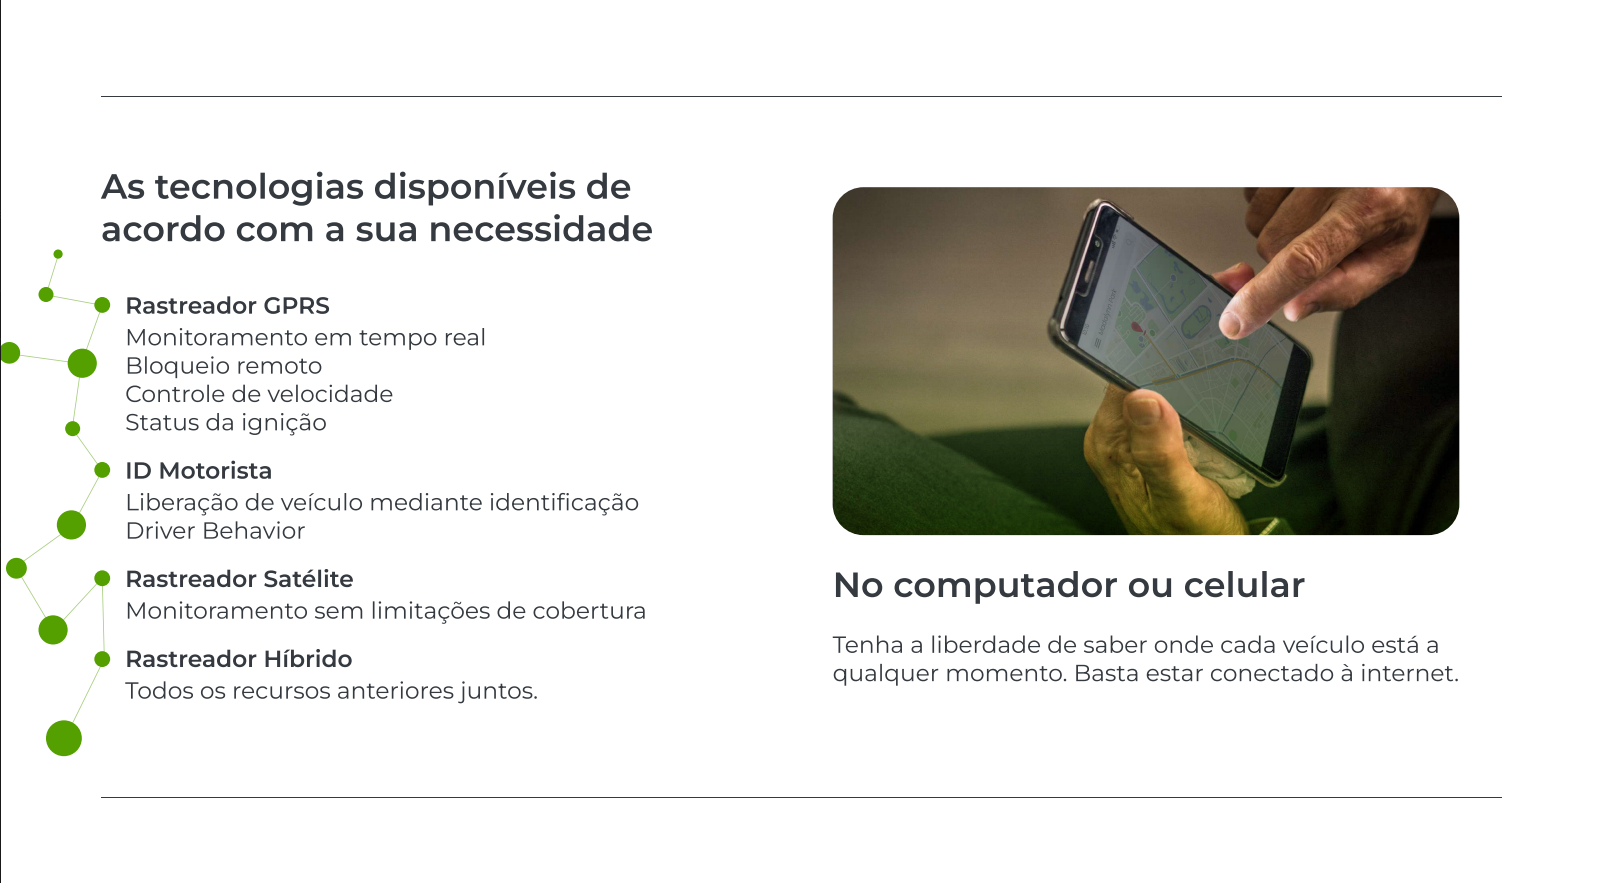 As tecnologias disponíveis de
acordo com a sua necessidade
Rastreador GPRS
Monitoramento em tempo real
Bloqueio remoto
Controle de velocidade
Status da ignição
ID Motorista
Liberação de veículo mediante identificação
Driver Behavior
Rastreador Satélite
Monitoramento sem limitações de cobertura
Rastreador Híbrido
Todos os recursos anteriores juntos.
No computador ou celular
Tenha a liberdade de saber onde cada veículo está a
qualquer momento. Basta estar conectado à internet.